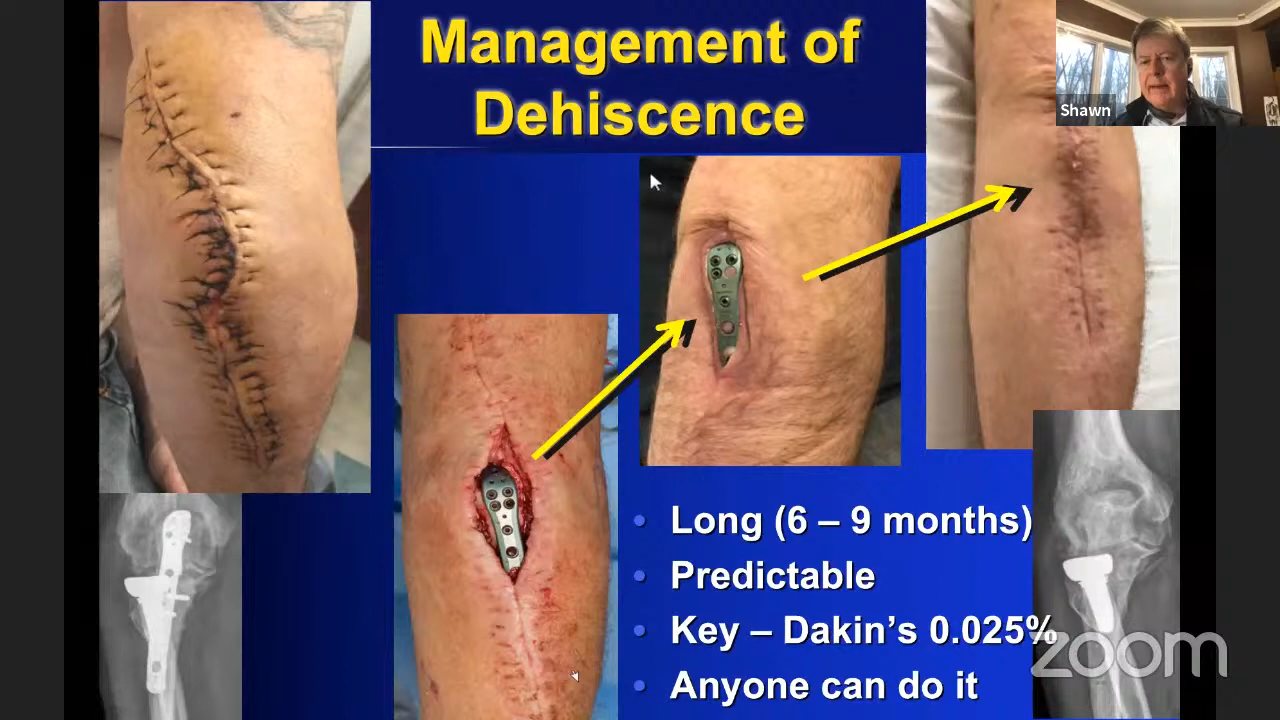 Management of
Dehiscence
Shawn
• Long (6 – 9 months)
• Predictable
• Key – Dakin’s 0.025%
• Anyone can do it
zoom